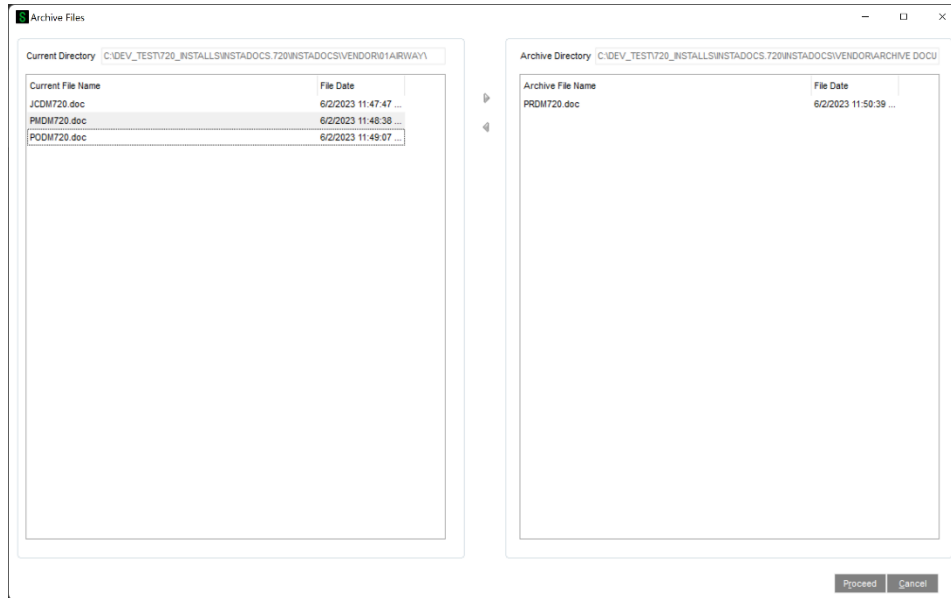 Archive Files
Current Directory C:\DEV_TEST\720_INSTALLS\INSTADOCS.720\INSTADOCS\VENDOR\01AIRWAY\
Current File Name File Date
JCDM720.doc 6/2/2023 11:47:47 ...
PMDM720.doc 6/2/2023 11:48:38 ...
PODM720.doc 6/2/2023 11:49:07 ...
Archive Directory C:\DEV_TEST\720_INSTALLS\INSTADOCS.720\INSTADOCS\VENDOR\ARCHIVE DOCU
Archive File Name File Date
PRDM720.doc 6/2/2023 11:50:39 ...
Proceed Cancel